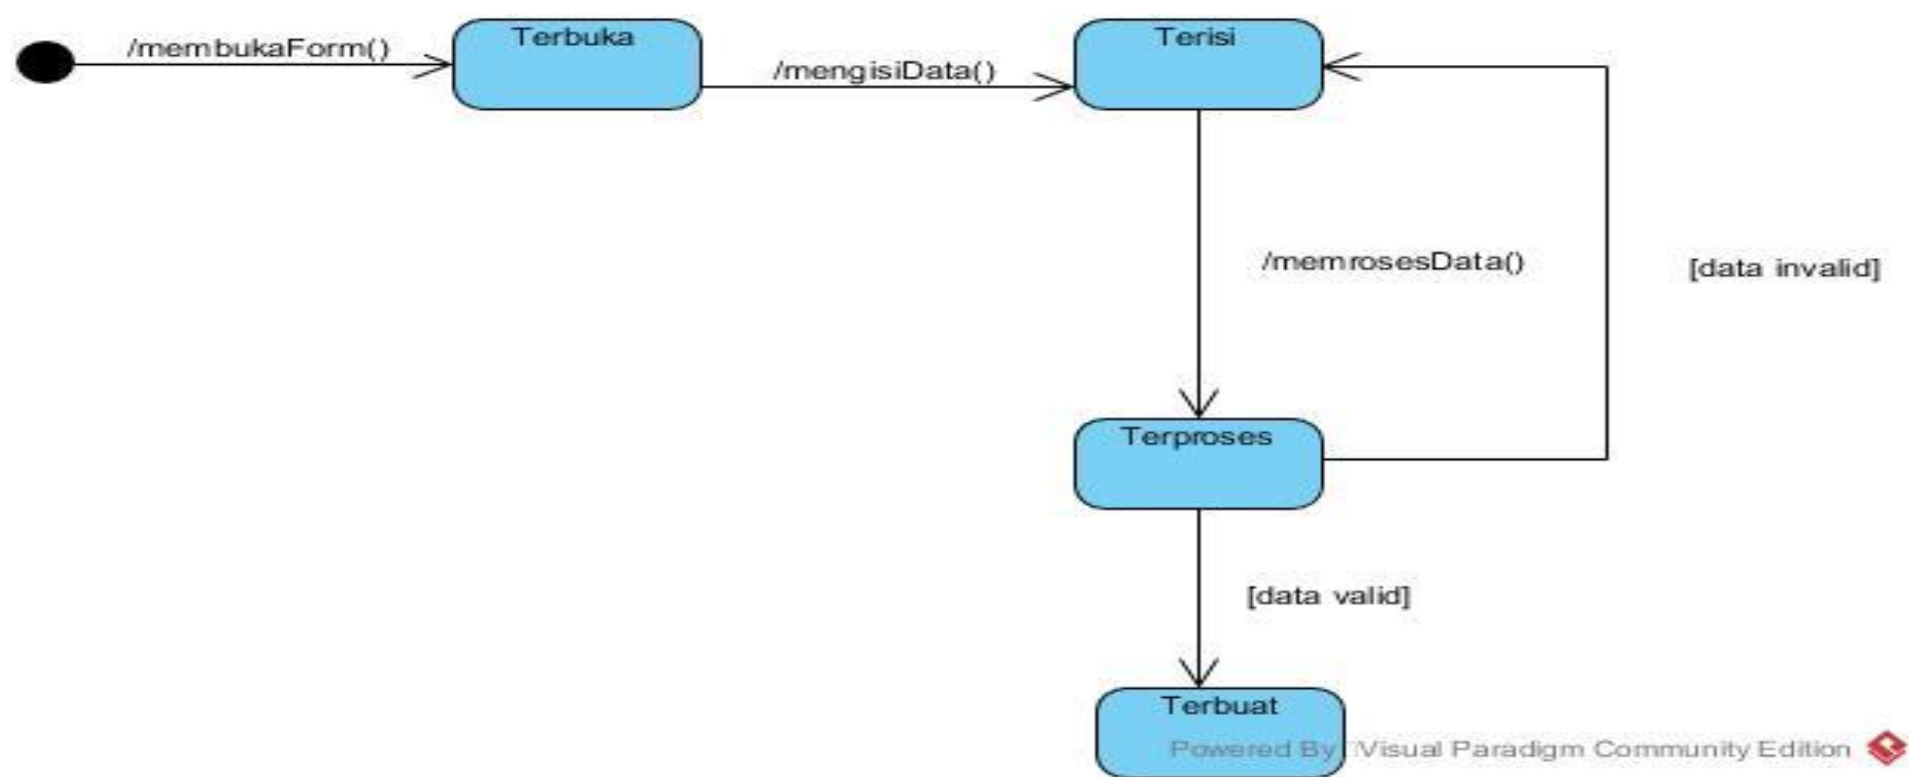 /membukaForm()
Terbuka
/mengisiData()
Terisi
/memrosesData()
[data invalid]
Terproses
[data valid]
Terbuat
Powered By Visual Paradigm Community Edition